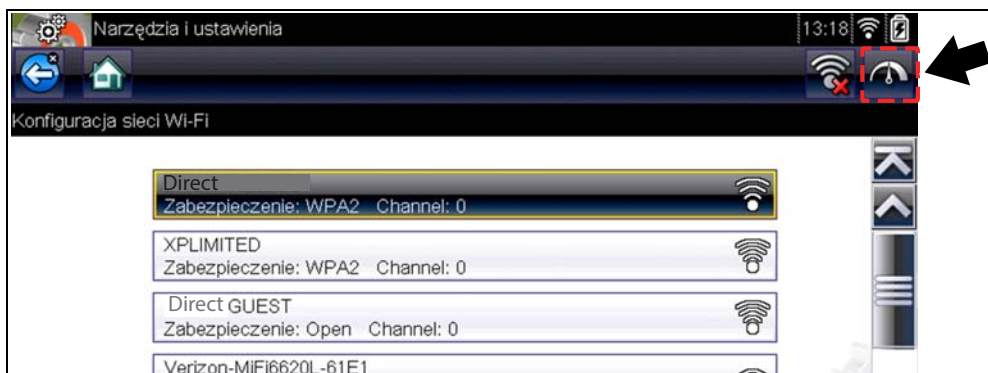 Narzędzia i ustawienia 13:18
Konfiguracja sieci Wi-Fi
Direct
Zabezpieczenie: WPA2 Channel: 0
XPLIMITED
Zabezpieczenie: WPA2 Channel: 0
Direct GUEST
Zabezpieczenie: Open Channel: 0
Verizon-MiFi6620L-61E1